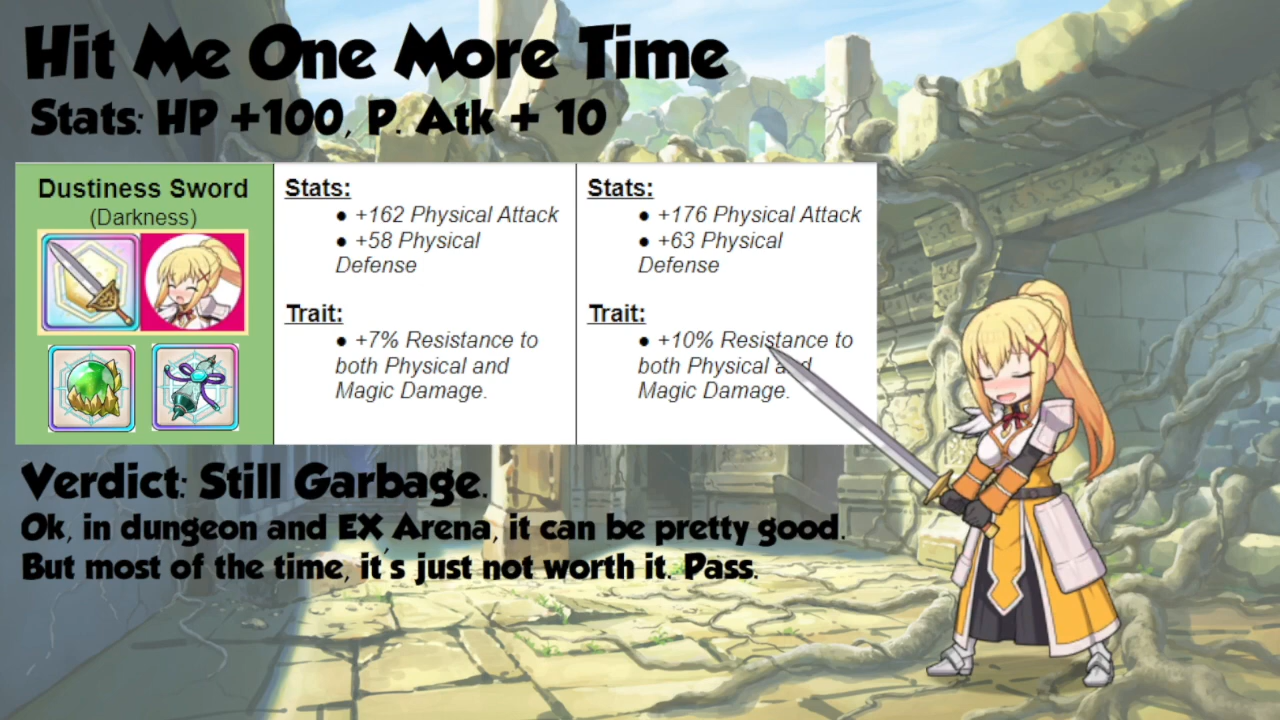 Hit Me One More Time
Stats: HP +100, P. Atk + 10
Dustiness Sword
(Darkness)
Stats:
● +162 Physical Attack
● +58 Physical
Defense
Trait:
● +7% Resistance to
both Physical and
Magic Damage.
Stats:
● +176 Physical Attack
● +63 Physical
Defense
Trait:
● +10% Resistance to
both Physical and
Magic Damage.
Verdict: Still Garbage.
Ok, in dungeon and EX Arena, it can be pretty good.
But most of the time, it's just not worth it. Pass.